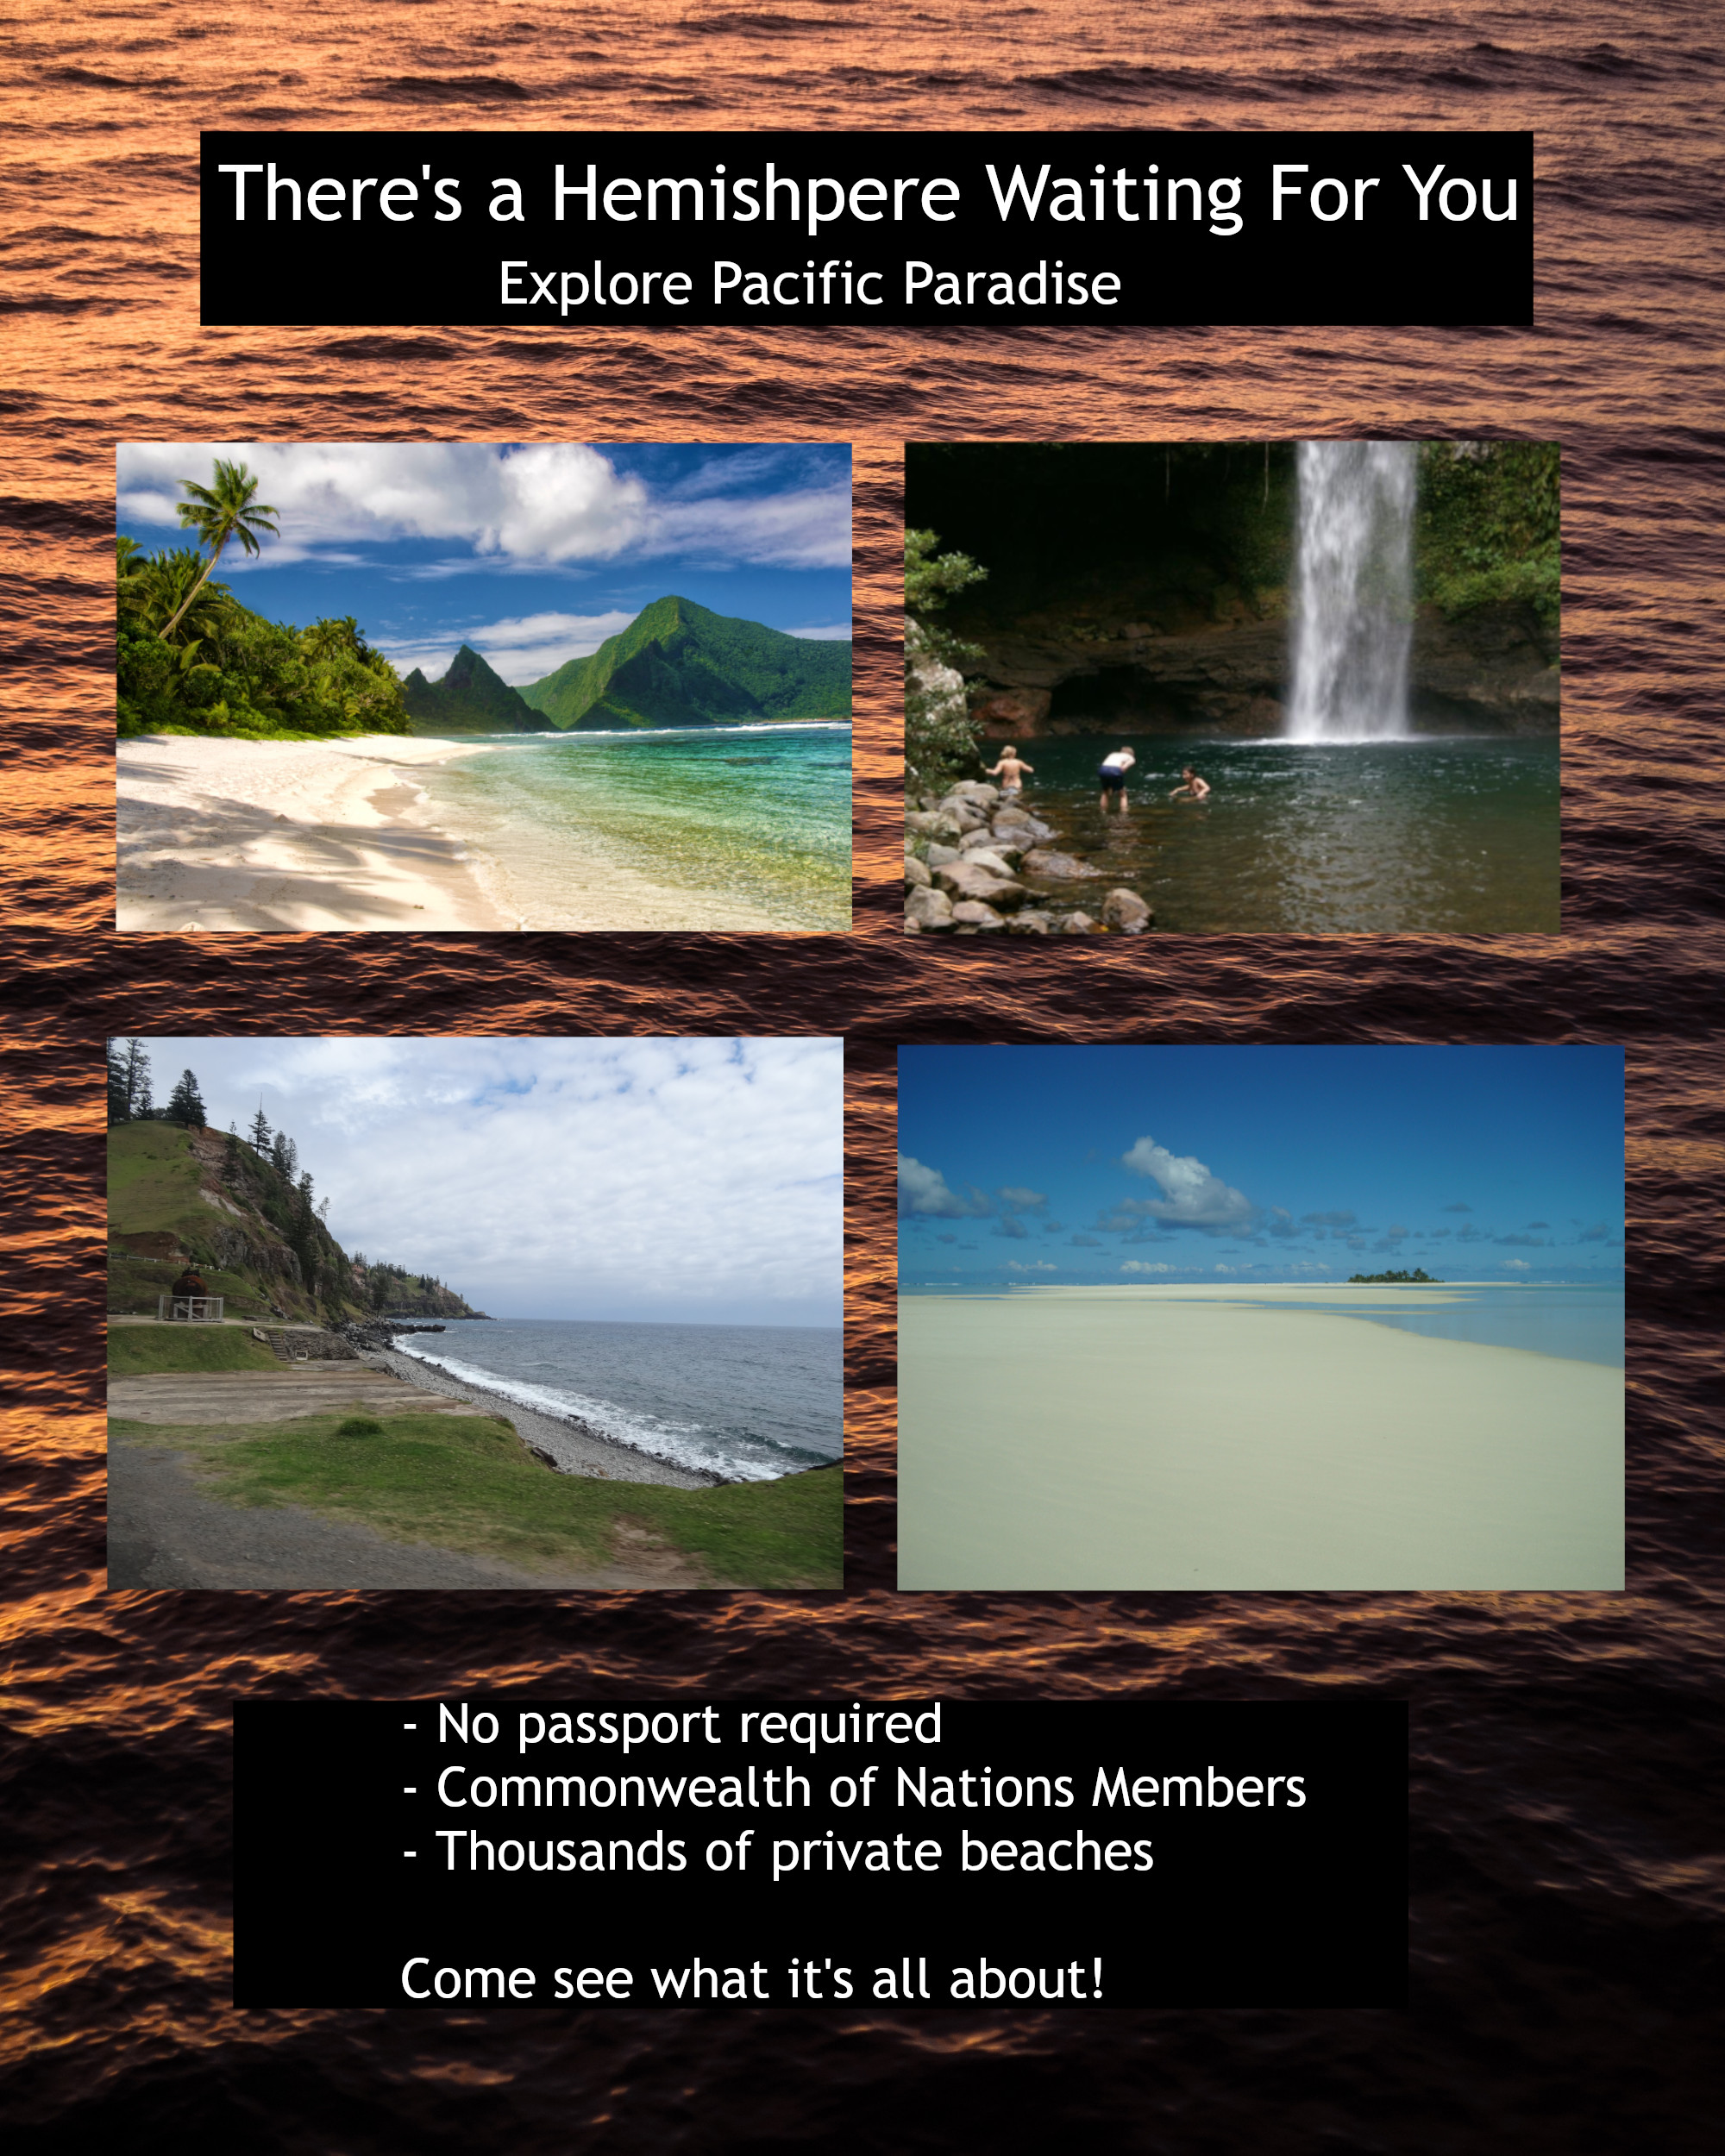 There's a Hemishpere Waiting For You
Explore Pacific Paradise
- No passport required
- Commonwealth of Nations Members
- Thousands of private beaches
Come see what it's all about!